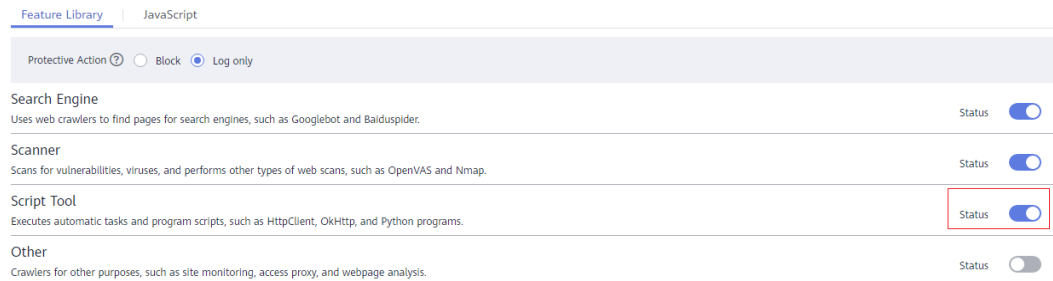 Feature Library
JavaScript
Protective Action ? Block Log only
Search Engine
Uses web crawlers to find pages for search engines, such as Googlebot and Baiduspider.
Status
Scanner
Scans for vulnerabilities, viruses, and performs other types of web scans, such as OpenVAS and Nmap.
Status
Script Tool
Executes automatic tasks and program scripts, such as HttpClient, OkHttp, and Python programs.
Status
Other
Crawlers for other purposes, such as site monitoring, access proxy, and webpage analysis.
Status